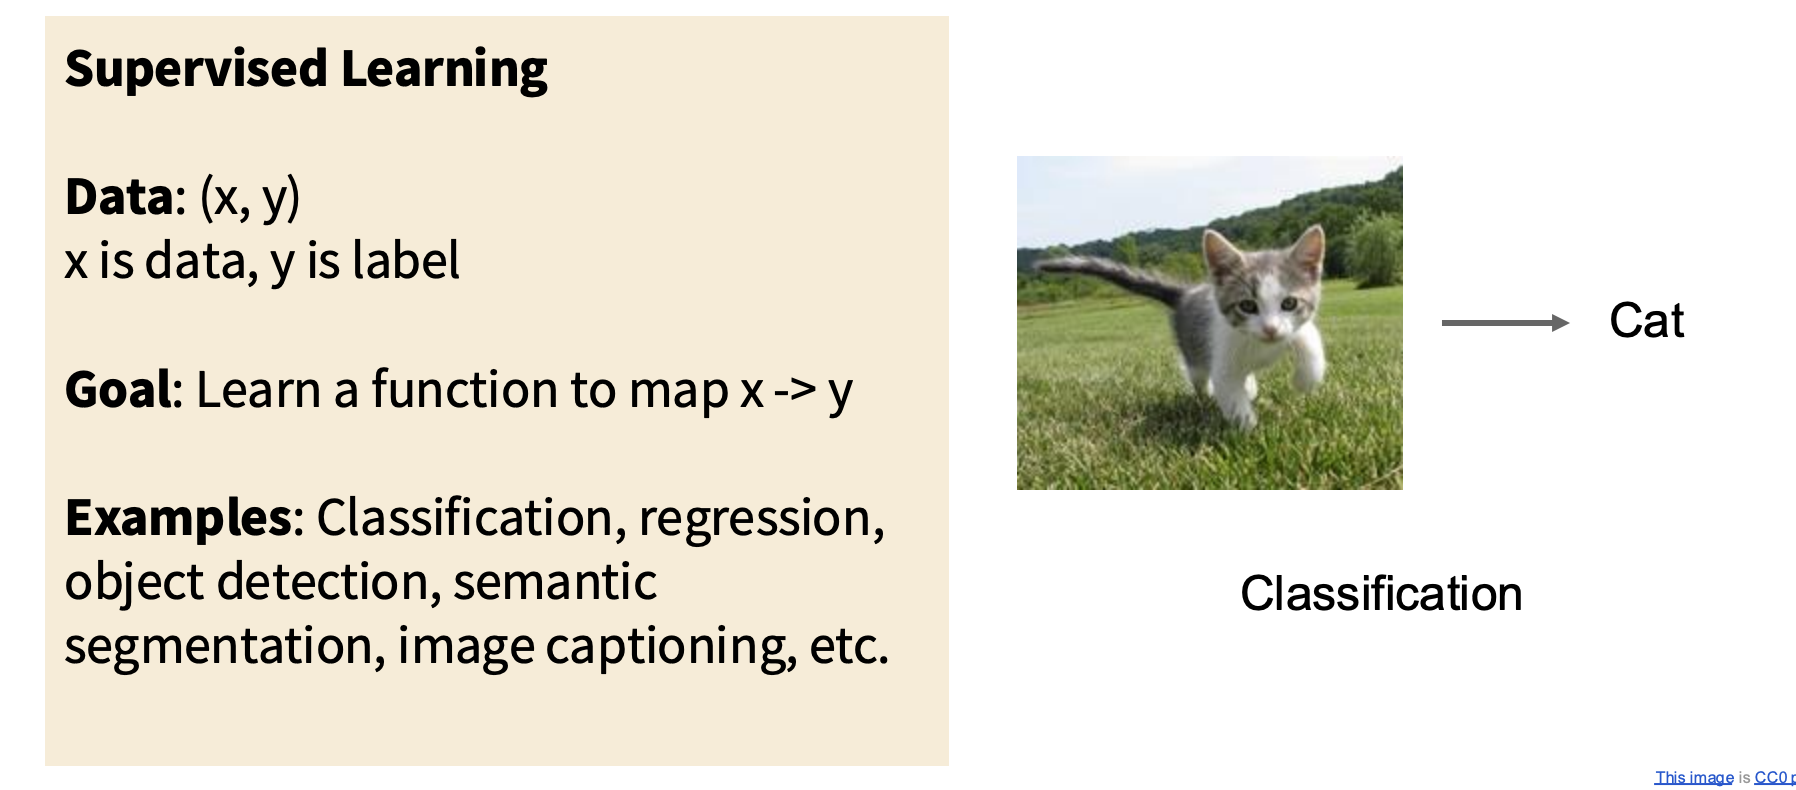 Supervised Learning
Data: (x, y)
x is data, y is label
Goal: Learn a function to map x -> y
Examples: Classification, regression,
object detection, semantic
segmentation, image captioning, etc.
Cat
Classification
This image is CC0 p